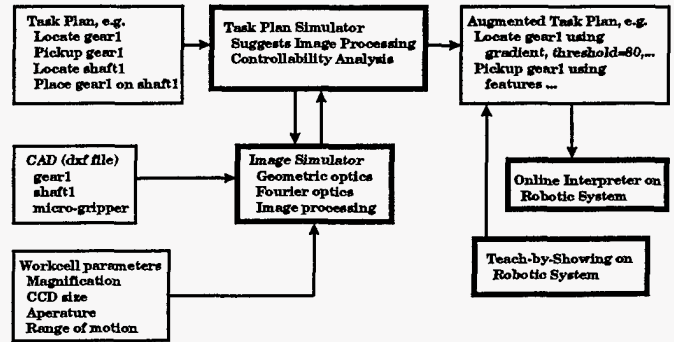 Task Plan, e.g.
Locate gear1
Pickup gear1
Locate shaft1
Place gear1 on shaft1
Task Plan Simulator
Suggests Image Processing
Controllability Analysis
Augmented Task Plan, e.g.
Locate gear1 using
gradient, threshold=80,...
Pickup gear1 using
features ...
CAD (dxf file)
gear1
shaft1
micro-gripper
Image Simulator
Geometric optics
Fourier optics
Image processing
Online Interpreter on
Robotic System
Teach-by-Showing on
Robotic System
Workcell parameters
Magnification
CCD size
Aperature
Range of motion